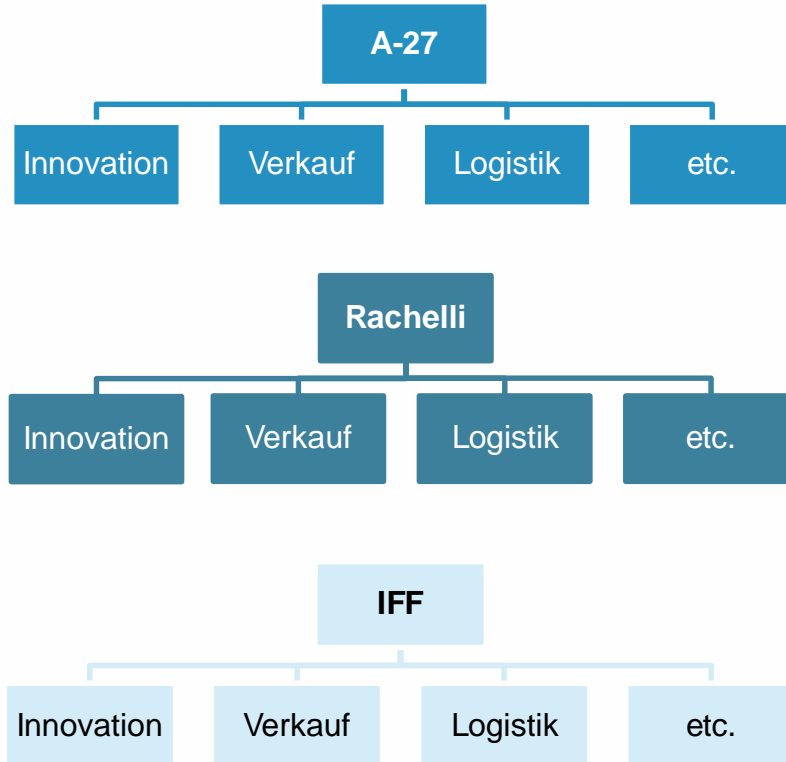 A-27
Innovation Verkauf Logistik etc.
Rachelli
Innovation Verkauf Logistik etc.
IFF
Innovation Verkauf Logistik etc.